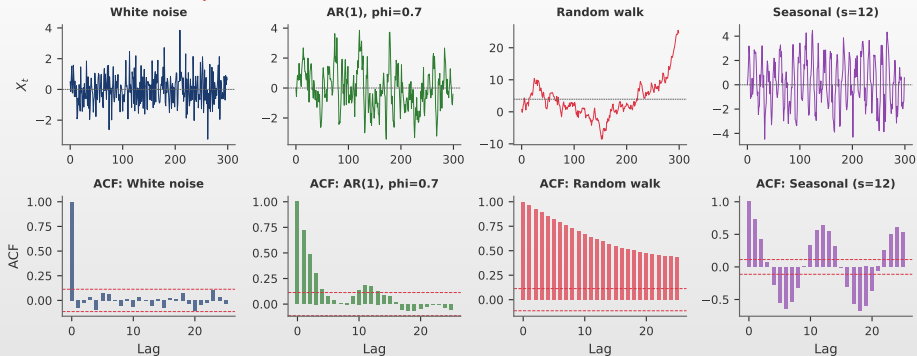 White noise
AR(1), phi=0.7
Random walk
Seasonal (s=12)
X_t
4
2
0
−2
0 100 200 300
4
2
0
−2
0 100 200 300
20
10
0
−10
0 100 200 300
4
2
0
−2
−4
0 100 200 300
ACF: White noise
ACF: AR(1), phi=0.7
ACF: Random walk
ACF: Seasonal (s=12)
ACF
1.00
0.75
0.50
0.25
0.00
0 10 20
Lag
1.00
0.75
0.50
0.25
0.00
0 10 20
Lag
1.00
0.75
0.50
0.25
0.00
0 10 20
Lag
1.0
0.5
0.0
−0.5
0 10 20
Lag